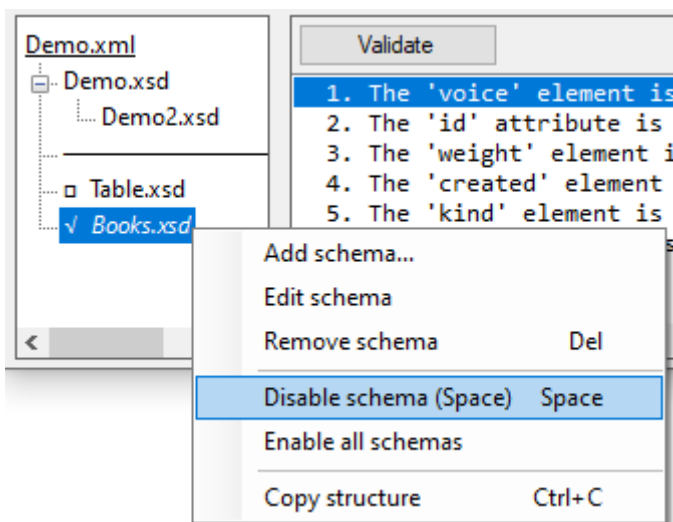 Demo.xml
Demo.xsd
Demo2.xsd
Table.xsd
√ Books.xsd
Validate
1. The 'voice' element is
2. The 'id' attribute is
3. The 'weight' element
4. The 'created' element
5. The 'kind' element is
Add schema...
Edit schema
Remove schema Del
Disable schema (Space) Space
Enable all schemas
Copy structure Ctrl+C